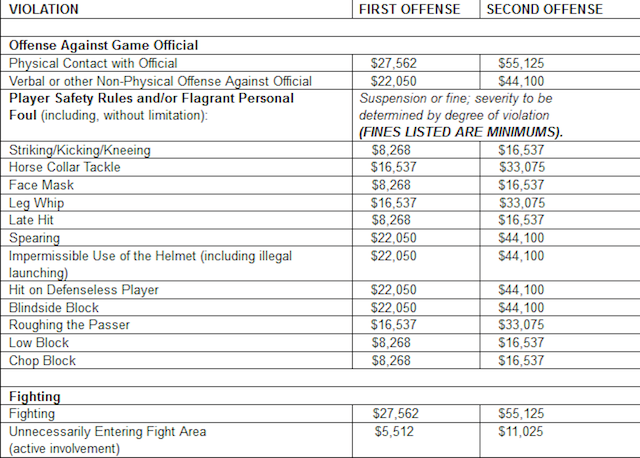 VIOLATION FIRST OFFENSE SECOND OFFENSE
Offense Against Game Official
Physical Contact with Official $27,562 $55,125
Verbal or other Non-Physical Offense Against Official $22,050 $44,100
Player Safety Rules and/or Flagrant Personal Suspension or fine; severity to be
Foul (including, without limitation): determined by degree of violation
(FINES LISTED ARE MINIMUMS).
Striking/Kicking/Kneeing $8,268 $16,537
Horse Collar Tackle $16,537 $33,075
Face Mask $8,268 $16,537
Leg Whip $16,537 $33,075
Late Hit $8,268 $16,537
Spearing $22,050 $44,100
Impermissible Use of the Helmet (including illegal $22,050 $44,100
launching)
Hit on Defenseless Player $22,050 $44,100
Blindside Block $22,050 $44,100
Roughing the Passer $16,537 $33,075
Low Block $8,268 $16,537
Chop Block $8,268 $16,537
Fighting
Fighting $27,562 $55,125
Unnecessarily Entering Fight Area $5,512 $11,025
(active involvement)